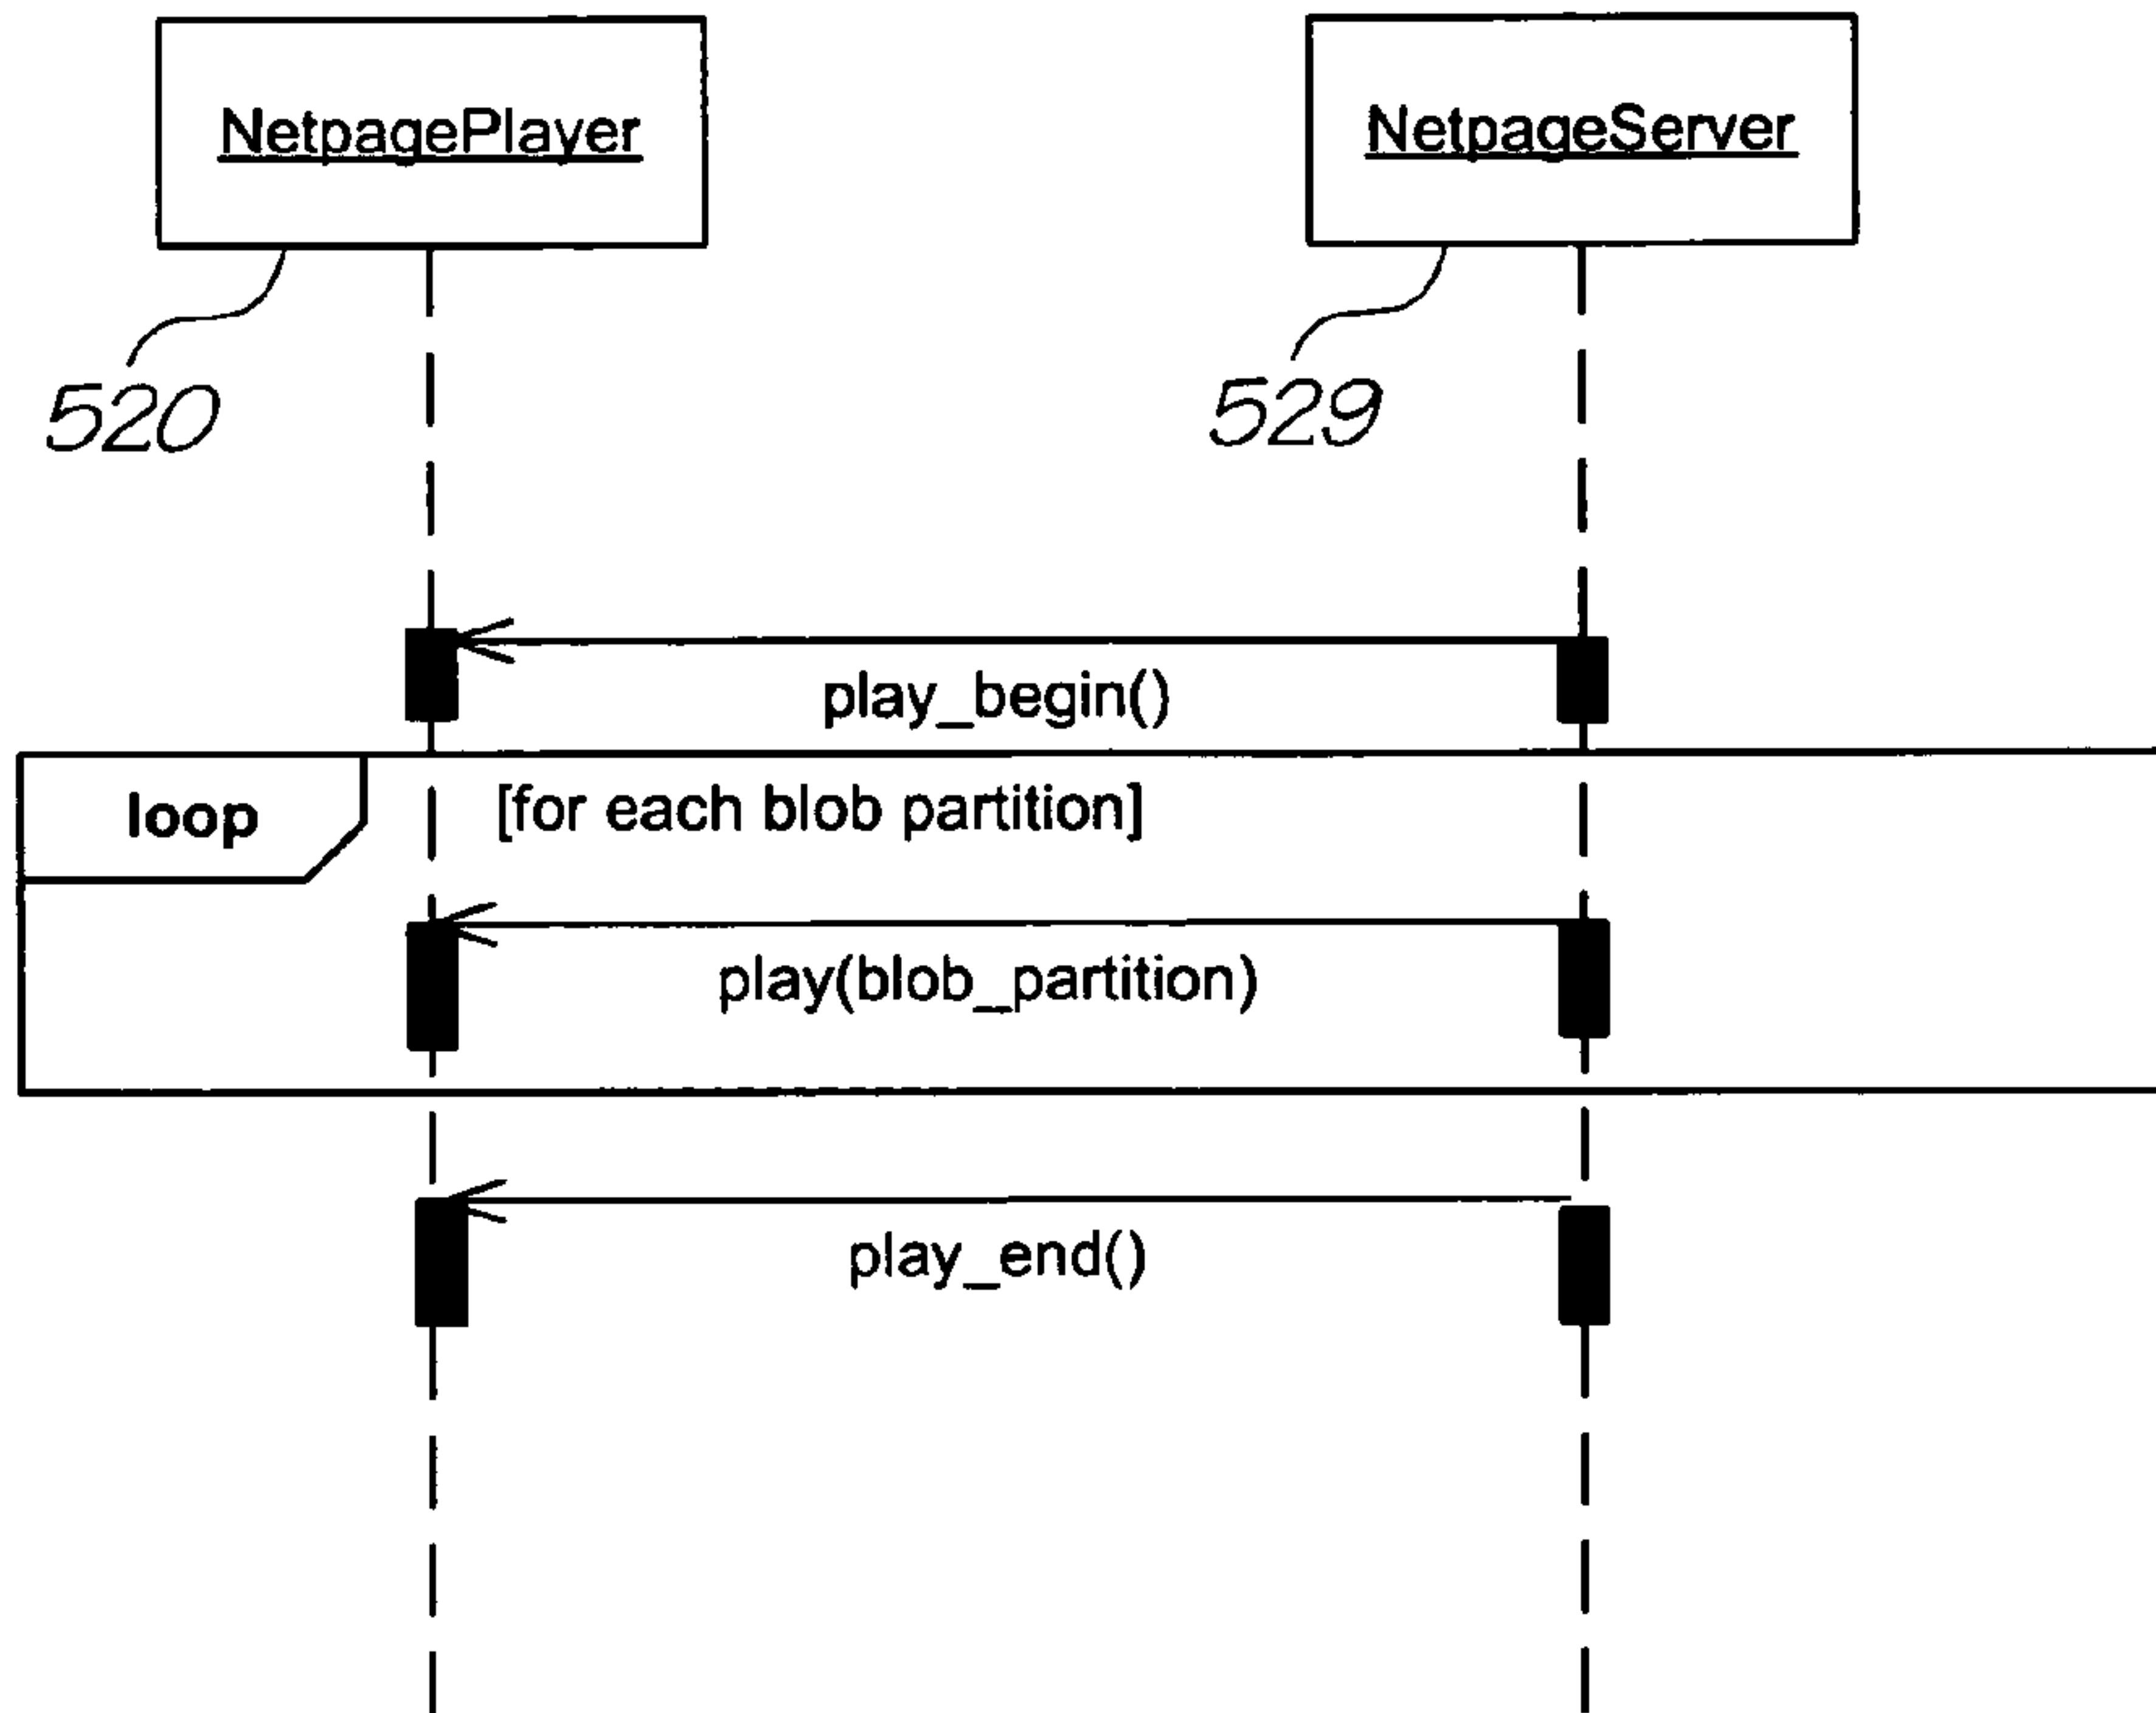 NetpagePlayer
NetpageServer
520
529
play_begin()
loop
[for each blob partition]
play(blob_partition)
play_end()